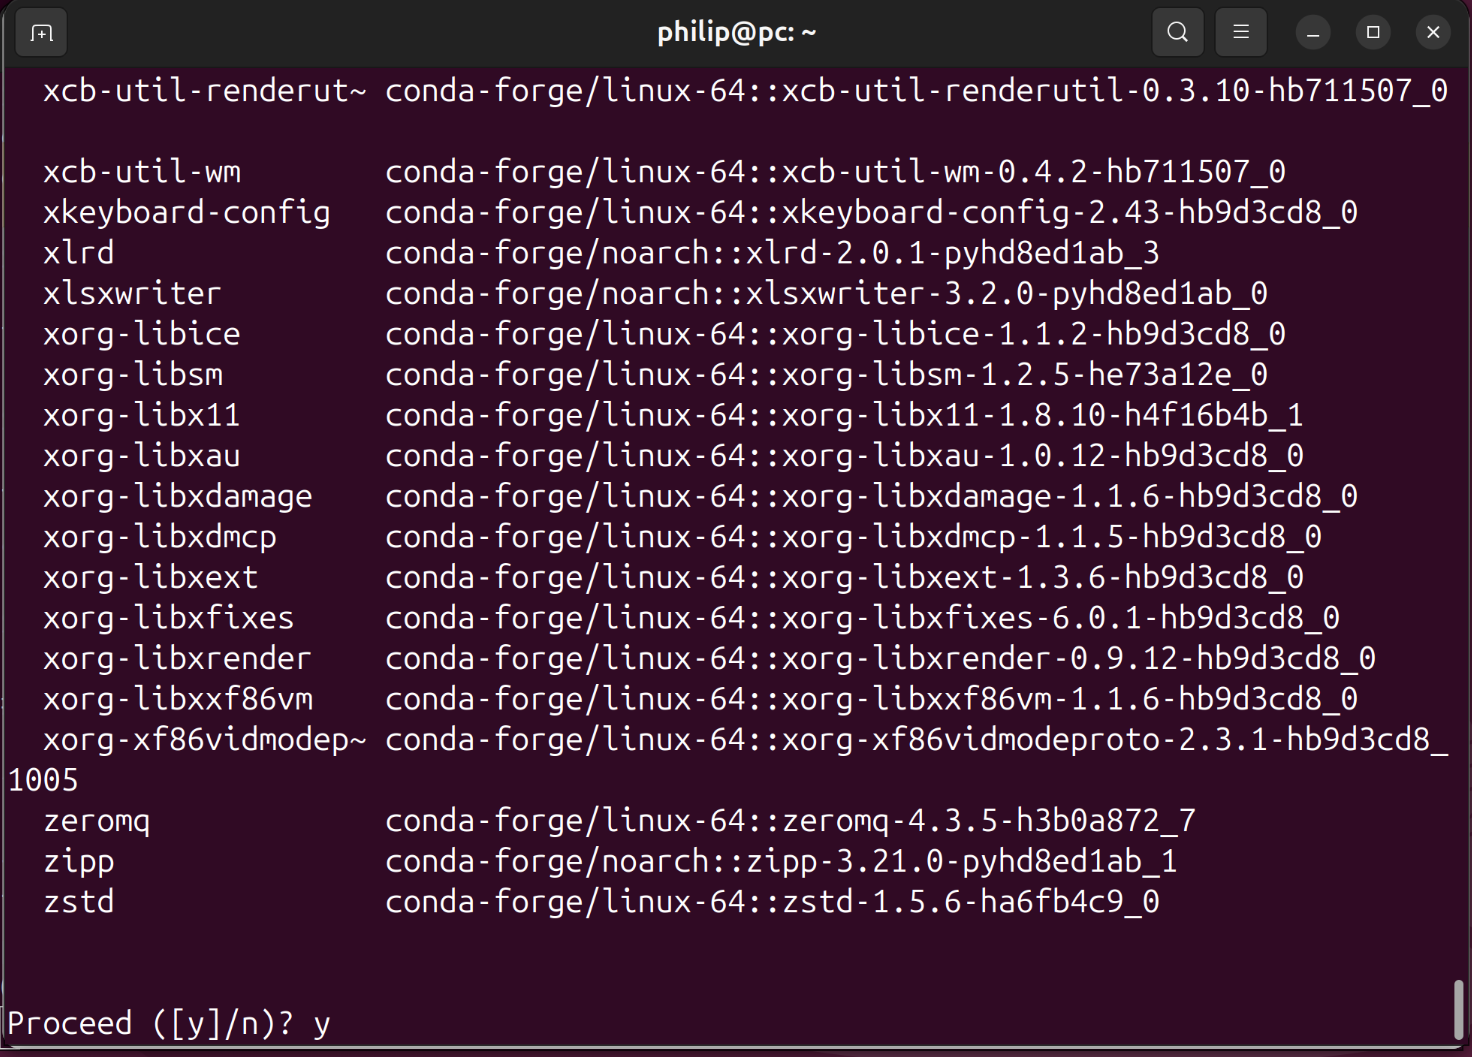 philip@pc: ~
xcb-util-renderut~ conda-forge/linux-64::xcb-util-renderutil-0.3.10-hb711507_0
xcb-util-wm conda-forge/linux-64::xcb-util-wm-0.4.2-hb711507_0
xkeyboard-config conda-forge/linux-64::xkeyboard-config-2.43-hb9d3cd8_0
xlrd conda-forge/noarch::xlrd-2.0.1-pyhd8ed1ab_3
xlsxwriter conda-forge/noarch::xlsxwriter-3.2.0-pyhd8ed1ab_0
xorg-libice conda-forge/linux-64::xorg-libice-1.1.2-hb9d3cd8_0
xorg-libsm conda-forge/linux-64::xorg-libsm-1.2.5-he73a12e_0
xorg-libx11 conda-forge/linux-64::xorg-libx11-1.8.10-h4f16b4b_1
xorg-libxau conda-forge/linux-64::xorg-libxau-1.0.12-hb9d3cd8_0
xorg-libxdamage conda-forge/linux-64::xorg-libxdamage-1.1.6-hb9d3cd8_0
xorg-libxdmcp conda-forge/linux-64::xorg-libxdmcp-1.1.5-hb9d3cd8_0
xorg-libxext conda-forge/linux-64::xorg-libxext-1.3.6-hb9d3cd8_0
xorg-libxfixes conda-forge/linux-64::xorg-libxfixes-6.0.1-hb9d3cd8_0
xorg-libxrender conda-forge/linux-64::xorg-libxrender-0.9.12-hb9d3cd8_0
xorg-libxxf86vm conda-forge/linux-64::xorg-libxxf86vm-1.1.6-hb9d3cd8_0
xorg-xf86vidmodep~ conda-forge/linux-64::xorg-xf86vidmodeproto-2.3.1-hb9d3cd8_
1005
zeromq conda-forge/linux-64::zeromq-4.3.5-h3b0a872_7
zipp conda-forge/noarch::zipp-3.21.0-pyhd8ed1ab_1
zstd conda-forge/linux-64::zstd-1.5.6-ha6fb4c9_0
Proceed ([y]/n)? y